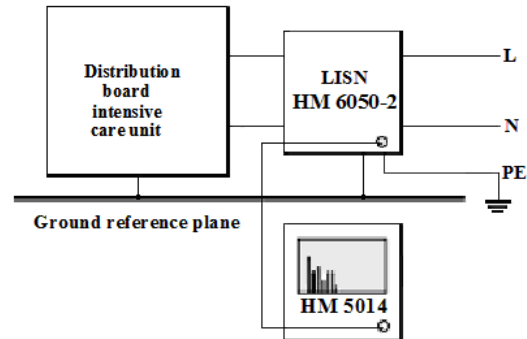 Distribution
board
intensive
care unit
LISN
HM 6050-2
L
N
PE
Ground reference plane
HM 5014